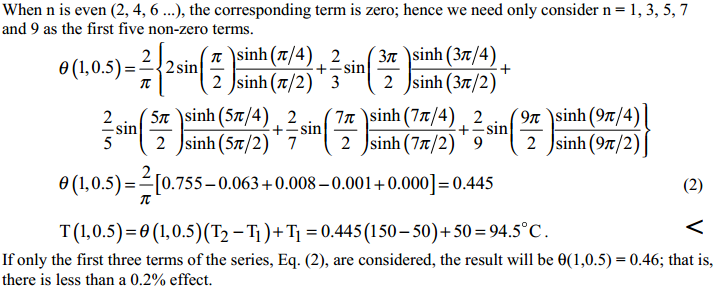 When n is even (2, 4, 6 ...), the corresponding term is zero; hence we need only consider n = 1, 3, 5, 7
and 9 as the first five non-zero terms.
θ(1,0.5) = 2/π {2sin(π/2) sinh(π/4)/sinh(π/2) + 2/3 sin(3π/2) sinh(3π/4)/sinh(3π/2) +
2/5 sin(5π/2) sinh(5π/4)/sinh(5π/2) + 2/7 sin(7π/2) sinh(7π/4)/sinh(7π/2) + 2/9 sin(9π/2) sinh(9π/4)/sinh(9π/2)}
θ(1,0.5) = 2/π [0.755 − 0.063 + 0.008 − 0.001 + 0.000] = 0.445 (2)
T(1,0.5) = θ(1,0.5)(T₂ − T₁) + T₁ = 0.445(150 − 50) + 50 = 94.5°C. <
If only the first three terms of the series, Eq. (2), are considered, the result will be θ(1,0.5) = 0.46; that is,
there is less than a 0.2% effect.